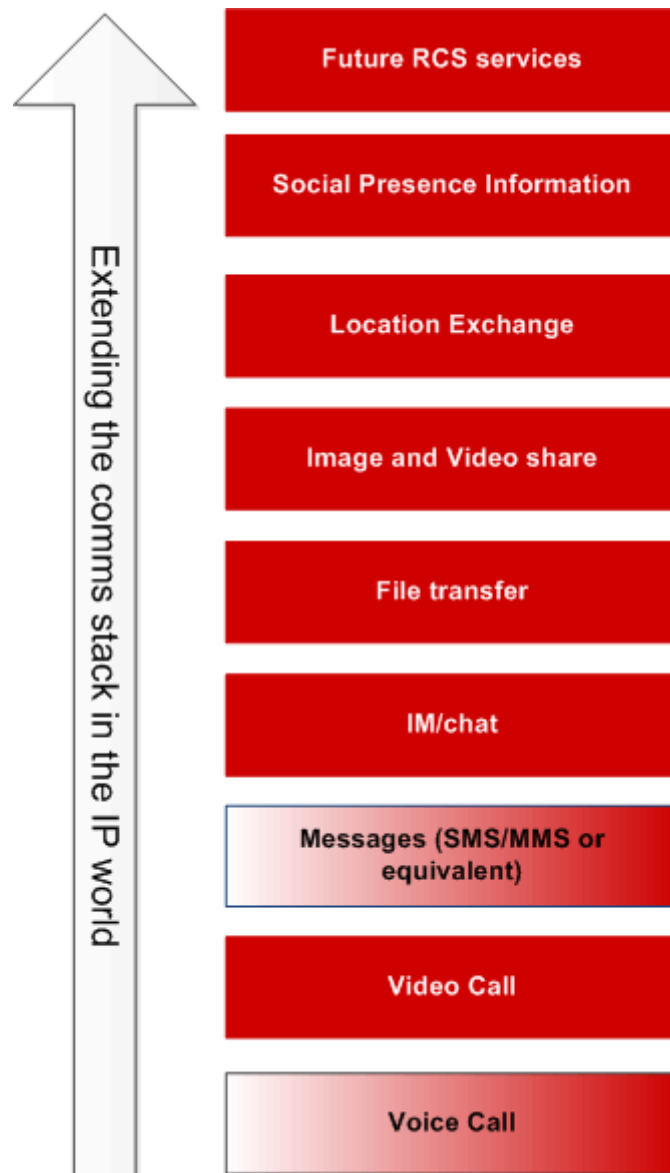 Future RCS services
Social Presence Information
Location Exchange
Image and Video share
File transfer
IM/chat
Messages (SMS/MMS or
equivalent)
Video Call
Voice Call
Extending the comms stack in the IP world